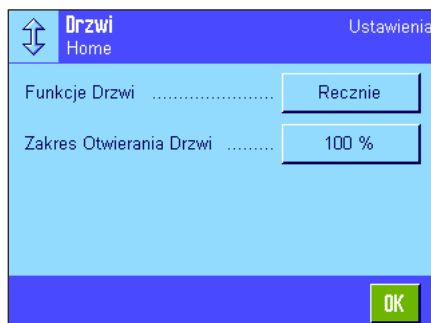 Drzwi Ustawienia
Home
Funkcje Drzwi ...................... Recznie
Zakres Otwierania Drzwi ......... 100 %
OK